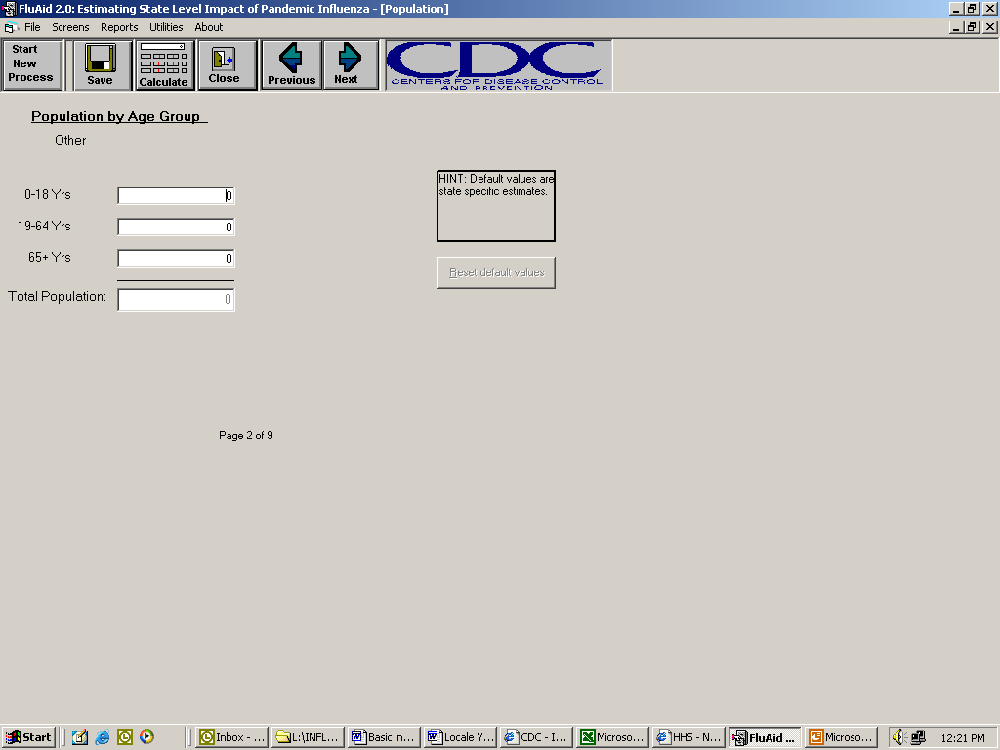 FluAid 2.0: Estimating State Level Impact of Pandemic Influenza - [Population]
File Screens Reports Utilities About
Start
New
Process
Save
Calculate
Close
Previous
Next
CDC
CENTERS FOR DISEASE CONTROL
AND PREVENTION
Population by Age Group
Other
0-18 Yrs 0
19-64 Yrs 0
65+ Yrs 0
Total Population: 0
HINT: Default values are
state specific estimates.
Reset default values
Page 2 of 9
Start Inbox - ... L:\INFL... Basic in... Locale Y... CDC - I... Microso... HHS - N... FluAid ... Microso... 12:21 PM